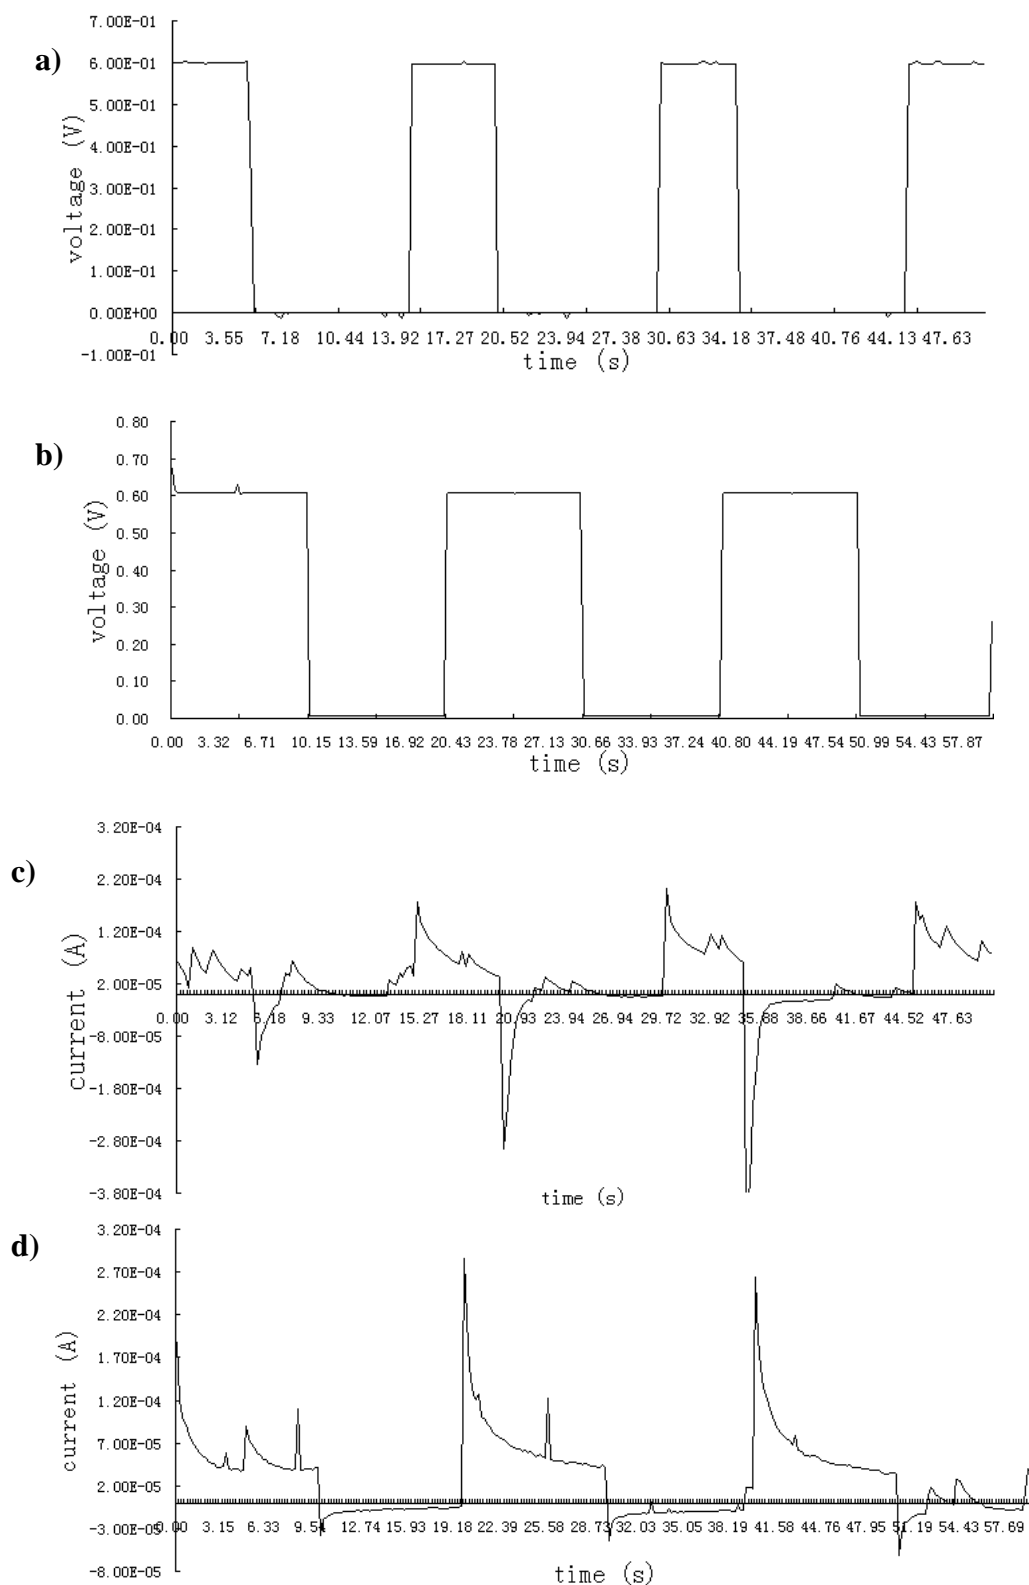 a)
voltage (V)
7.00E-01
6.00E-01
5.00E-01
4.00E-01
3.00E-01
2.00E-01
1.00E-01
0.00E+00
-1.00E-01
0.00 3.55 7.18 10.44 13.92 17.27 20.52 23.94 27.38 30.63 34.18 37.48 40.76 44.13 47.63
time (s)
b)
voltage (V)
0.80
0.70
0.60
0.50
0.40
0.30
0.20
0.10
0.00
0.00 3.32 6.71 10.15 13.59 16.92 20.43 23.78 27.13 30.66 33.93 37.24 40.80 44.19 47.54 50.99 54.43 57.87
time (s)
c)
current (A)
3.20E-04
2.20E-04
1.20E-04
2.00E-05
-8.00E-05
-1.80E-04
-2.80E-04
-3.80E-04
0.00 3.12 6.18 9.33 12.07 15.27 18.11 20.93 23.94 26.94 29.72 32.92 35.88 38.66 41.67 44.52 47.63
time (s)
d)
current (A)
3.20E-04
2.70E-04
2.20E-04
1.70E-04
1.20E-04
7.00E-05
2.00E-05
-3.00E-05
-8.00E-05
0.00 3.15 6.33 9.54 12.74 15.93 19.18 22.39 25.58 28.73 32.03 35.05 38.19 41.58 44.76 47.95 51.19 54.43 57.69
time (s)